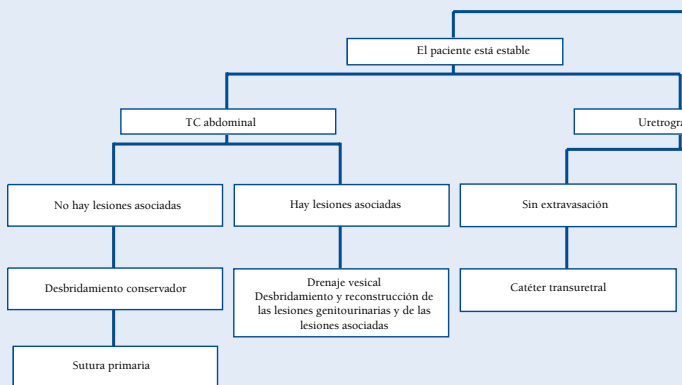 El paciente está estable
TC abdominal
No hay lesiones asociadas
Hay lesiones asociadas
Sin extravasación
Desbridamiento conservador
Drenaje vesical
Desbridamiento y reconstrucción de
las lesiones genitourinarias y de las
lesiones asociadas
Catéter transuretral
Sutura primaria